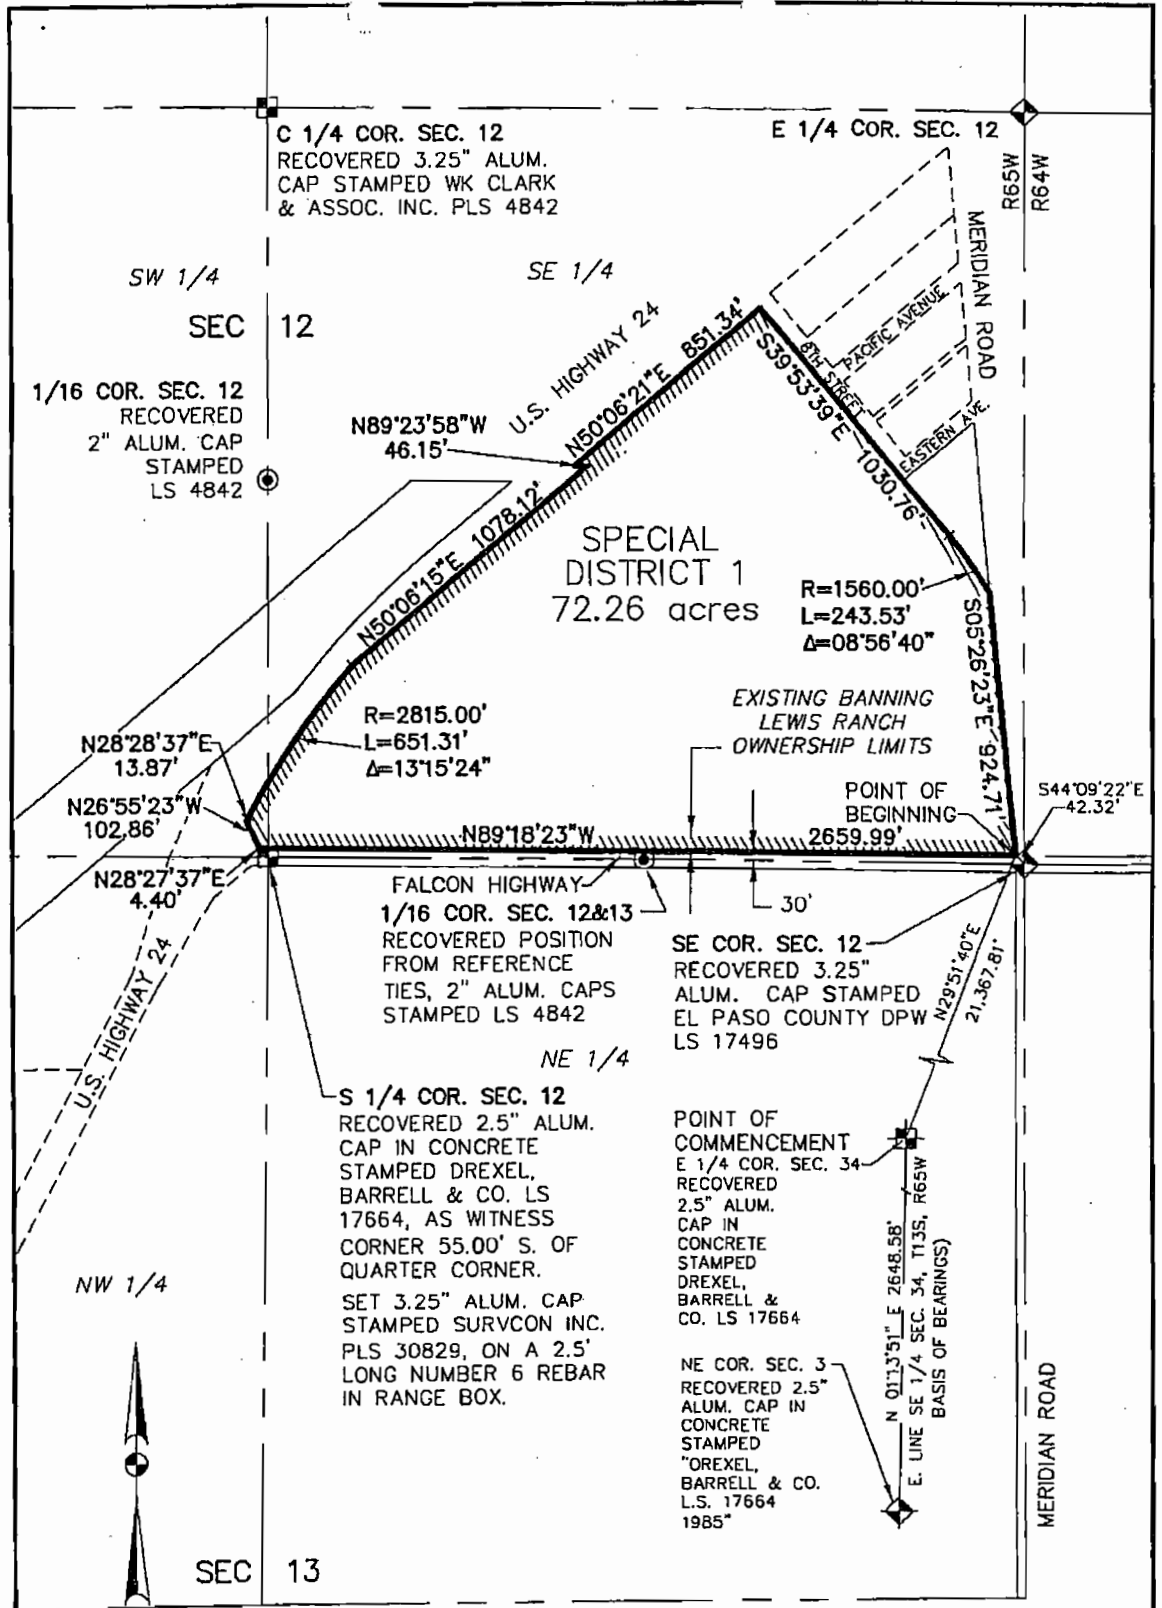 C 1/4 COR. SEC. 12
RECOVERED 3.25" ALUM.
CAP STAMPED WK CLARK
& ASSOC. INC. PLS 4842
E 1/4 COR. SEC. 12
R65W
R64W
SW 1/4
SE 1/4
SEC 12
MERIDIAN ROAD
PACIFIC AVENUE
6TH STREET
EASTERN AVE.
U.S. HIGHWAY 24
1/16 COR. SEC. 12
RECOVERED
2" ALUM. CAP
STAMPED
LS 4842
N89°23'58"W
46.15'
N50°06'21"E 851.34'
S39°53'39"E 1030.76'
N50°06'15"E 1078.12'
SPECIAL
DISTRICT 1
72.26 acres
R=1560.00'
L=243.53'
Δ=08°56'40"
S05°26'23"E 924.71'
EXISTING BANNING
LEWIS RANCH
OWNERSHIP LIMITS
R=2815.00'
L=651.31'
Δ=13°15'24"
N28°28'37"E
13.87'
N26°55'23"W
102.86'
N28°27'37"E
4.40'
POINT OF
BEGINNING
S44°09'22"E
42.32'
N89°18'23"W 2659.99'
FALCON HIGHWAY
30'
1/16 COR. SEC. 12&13
RECOVERED POSITION
FROM REFERENCE
TIES, 2" ALUM. CAPS
STAMPED LS 4842
SE COR. SEC. 12
RECOVERED 3.25"
ALUM. CAP STAMPED
EL PASO COUNTY DPW
LS 17496
N29°51'40"E
21,367.81'
U.S. HIGHWAY 24
NE 1/4
S 1/4 COR. SEC. 12
RECOVERED 2.5" ALUM.
CAP IN CONCRETE
STAMPED DREXEL,
BARRELL & CO. LS
17664, AS WITNESS
CORNER 55.00' S. OF
QUARTER CORNER.
SET 3.25" ALUM. CAP
STAMPED SURVCON INC.
PLS 30829, ON A 2.5'
LONG NUMBER 6 REBAR
IN RANGE BOX.
POINT OF
COMMENCEMENT
E 1/4 COR. SEC. 34
RECOVERED
2.5" ALUM.
CAP IN
CONCRETE
STAMPED
DREXEL,
BARRELL &
CO. LS 17664
N 01°13'51" E 2648.58'
E. LINE SE 1/4 SEC. 34, T13S, R65W
BASIS OF BEARINGS)
NW 1/4
NE COR. SEC. 3
RECOVERED 2.5"
ALUM. CAP IN
CONCRETE
STAMPED
"OREXEL,
BARRELL & CO.
L.S. 17664
1985"
MERIDIAN ROAD
SEC 13